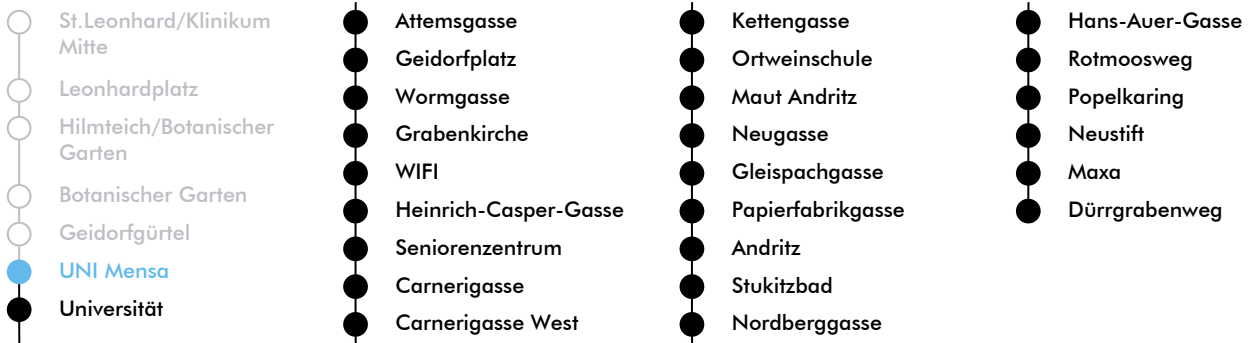 St.Leonhard/Klinikum
Mitte
Leonhardplatz
Hilmteich/Botanischer
Garten
Botanischer Garten
Geidorfgürtel
UNI Mensa
Universität
Attemsgasse
Geidorfplatz
Wormgasse
Grabenkirche
WIFI
Heinrich-Casper-Gasse
Seniorenzentrum
Carnerigasse
Carnerigasse West
Kettengasse
Ortweinschule
Maut Andritz
Neugasse
Gleispachgasse
Papierfabrikgasse
Andritz
Stukitzbad
Nordberggasse
Hans-Auer-Gasse
Rotmoosweg
Popelkaring
Neustift
Maxa
Dürrgrabenweg